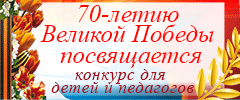 70-летию
Великой Победы
посвящается
конкурс для
детей и педагогов